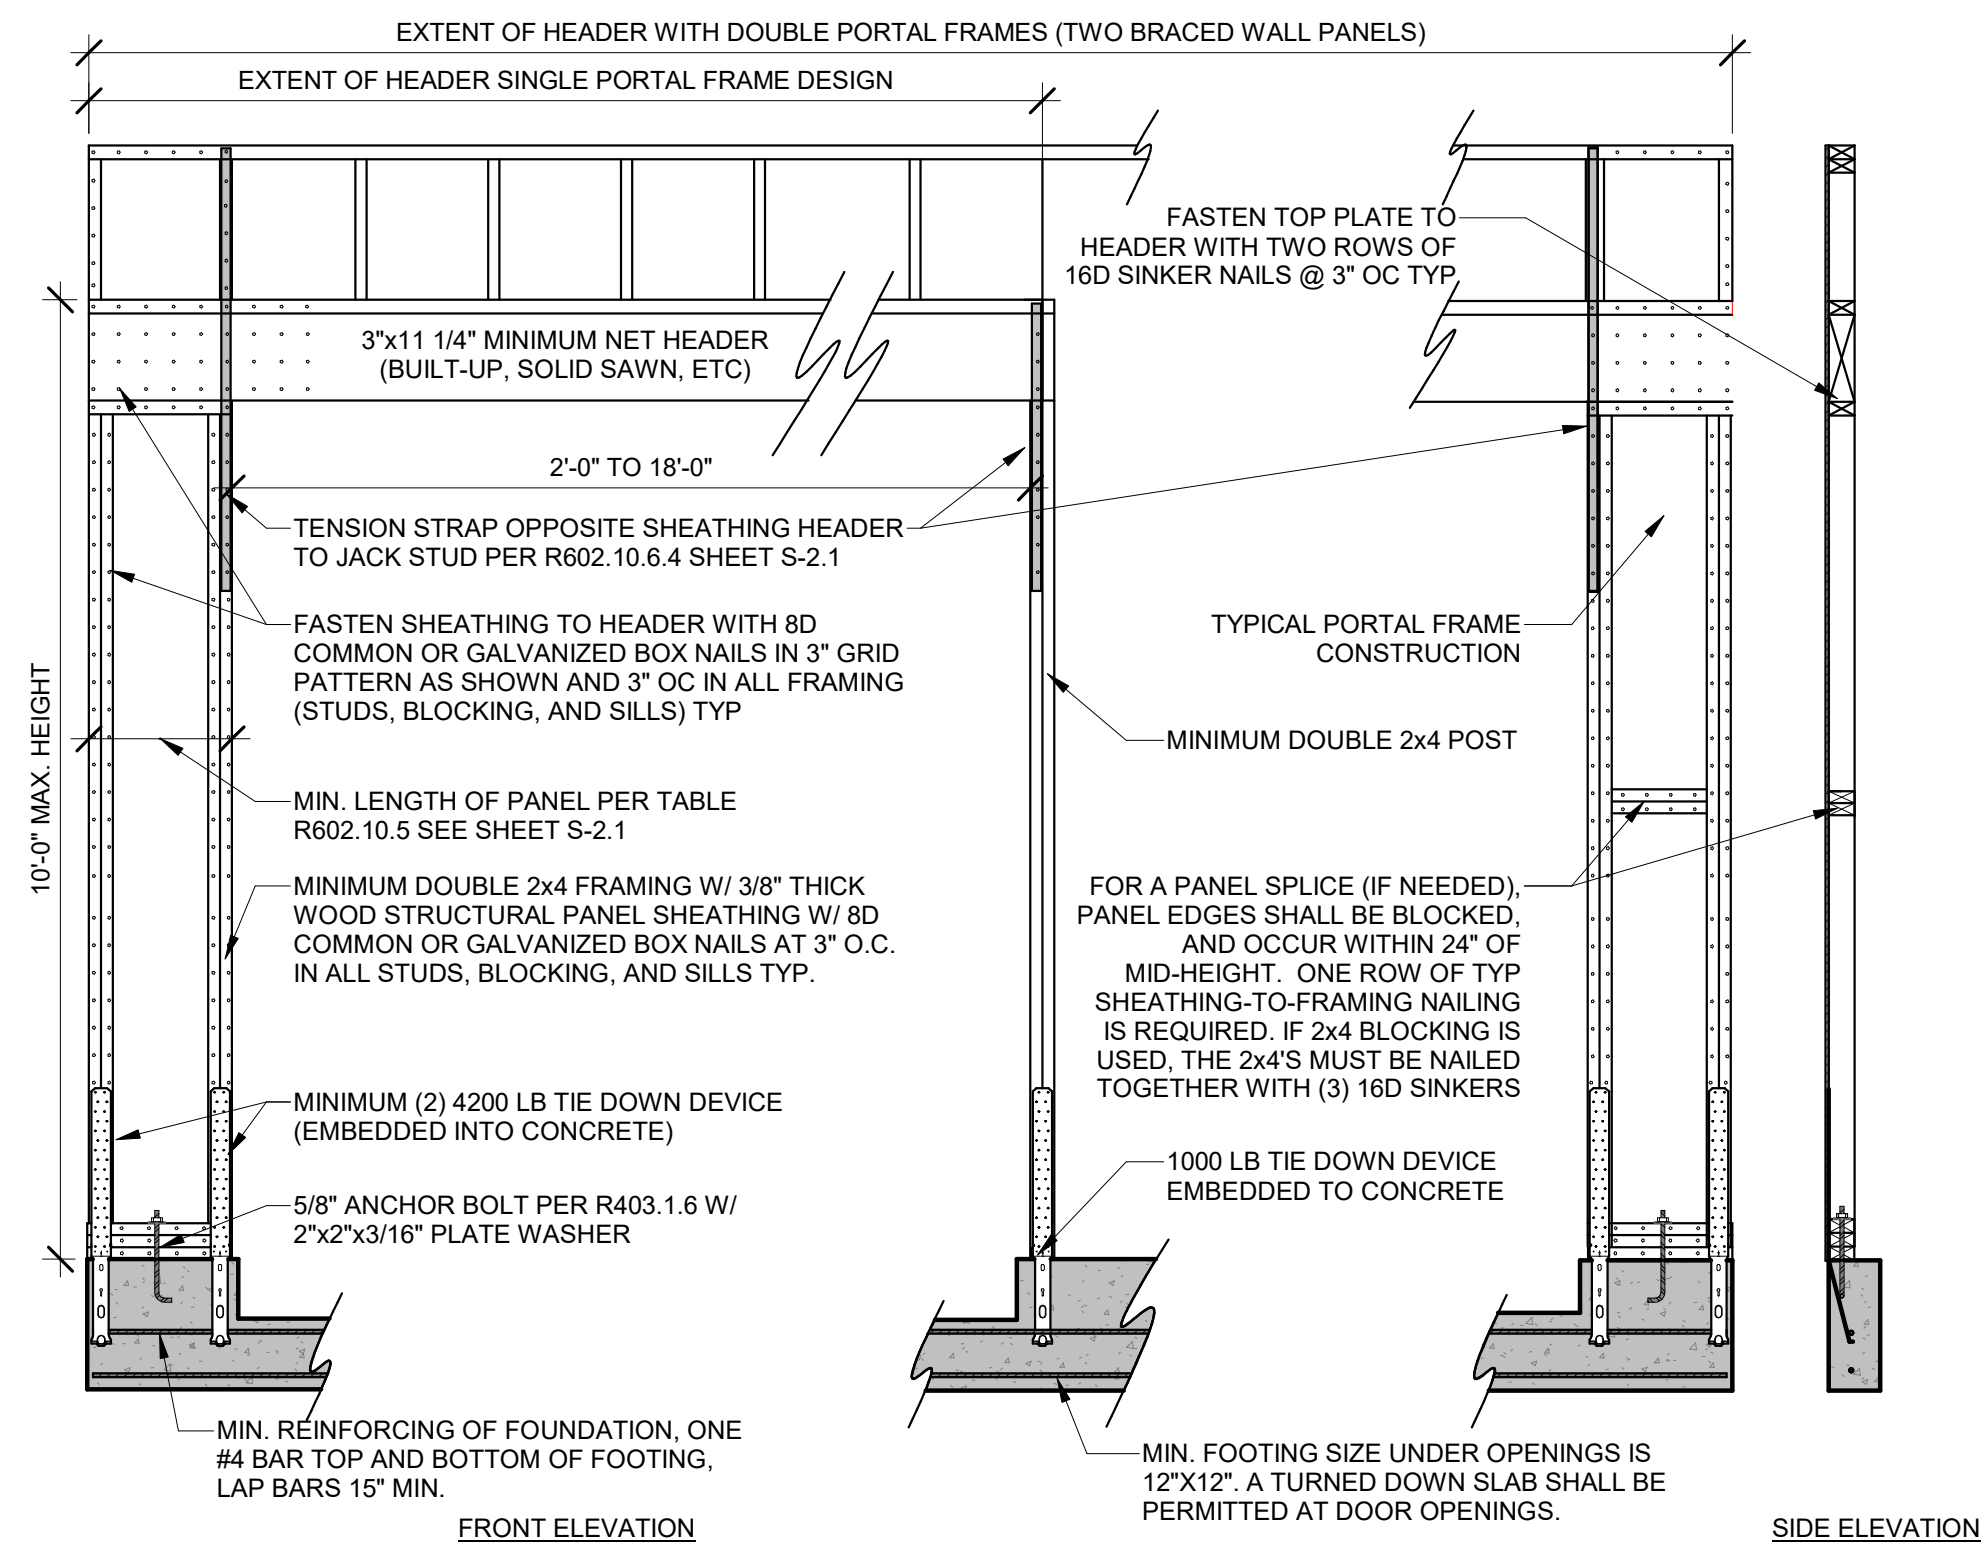 EXTENT OF HEADER WITH DOUBLE PORTAL FRAMES (TWO BRACED WALL PANELS)
EXTENT OF HEADER SINGLE PORTAL FRAME DESIGN
FASTEN TOP PLATE TO
HEADER WITH TWO ROWS OF
16D SINKER NAILS @ 3" OC TYP
3"x11 1/4" MINIMUM NET HEADER
(BUILT-UP, SOLID SAWN, ETC)
2'-0" TO 18'-0"
TENSION STRAP OPPOSITE SHEATHING HEADER
TO JACK STUD PER R602.10.6.4 SHEET S-2.1
FASTEN SHEATHING TO HEADER WITH 8D
COMMON OR GALVANIZED BOX NAILS IN 3" GRID
PATTERN AS SHOWN AND 3" OC IN ALL FRAMING
(STUDS, BLOCKING, AND SILLS) TYP
TYPICAL PORTAL FRAME
CONSTRUCTION
10'-0" MAX. HEIGHT
MINIMUM DOUBLE 2x4 POST
MIN. LENGTH OF PANEL PER TABLE
R602.10.5 SEE SHEET S-2.1
MINIMUM DOUBLE 2x4 FRAMING W/ 3/8" THICK
WOOD STRUCTURAL PANEL SHEATHING W/ 8D
COMMON OR GALVANIZED BOX NAILS AT 3" O.C.
IN ALL STUDS, BLOCKING, AND SILLS TYP.
FOR A PANEL SPLICE (IF NEEDED),
PANEL EDGES SHALL BE BLOCKED,
AND OCCUR WITHIN 24" OF
MID-HEIGHT. ONE ROW OF TYP
SHEATHING-TO-FRAMING NAILING
IS REQUIRED. IF 2x4 BLOCKING IS
USED, THE 2x4'S MUST BE NAILED
TOGETHER WITH (3) 16D SINKERS
MINIMUM (2) 4200 LB TIE DOWN DEVICE
(EMBEDDED INTO CONCRETE)
1000 LB TIE DOWN DEVICE
EMBEDDED TO CONCRETE
5/8" ANCHOR BOLT PER R403.1.6 W/
2"x2"x3/16" PLATE WASHER
MIN. REINFORCING OF FOUNDATION, ONE
#4 BAR TOP AND BOTTOM OF FOOTING,
LAP BARS 15" MIN.
MIN. FOOTING SIZE UNDER OPENINGS IS
12"X12". A TURNED DOWN SLAB SHALL BE
PERMITTED AT DOOR OPENINGS.
FRONT ELEVATION
SIDE ELEVATION